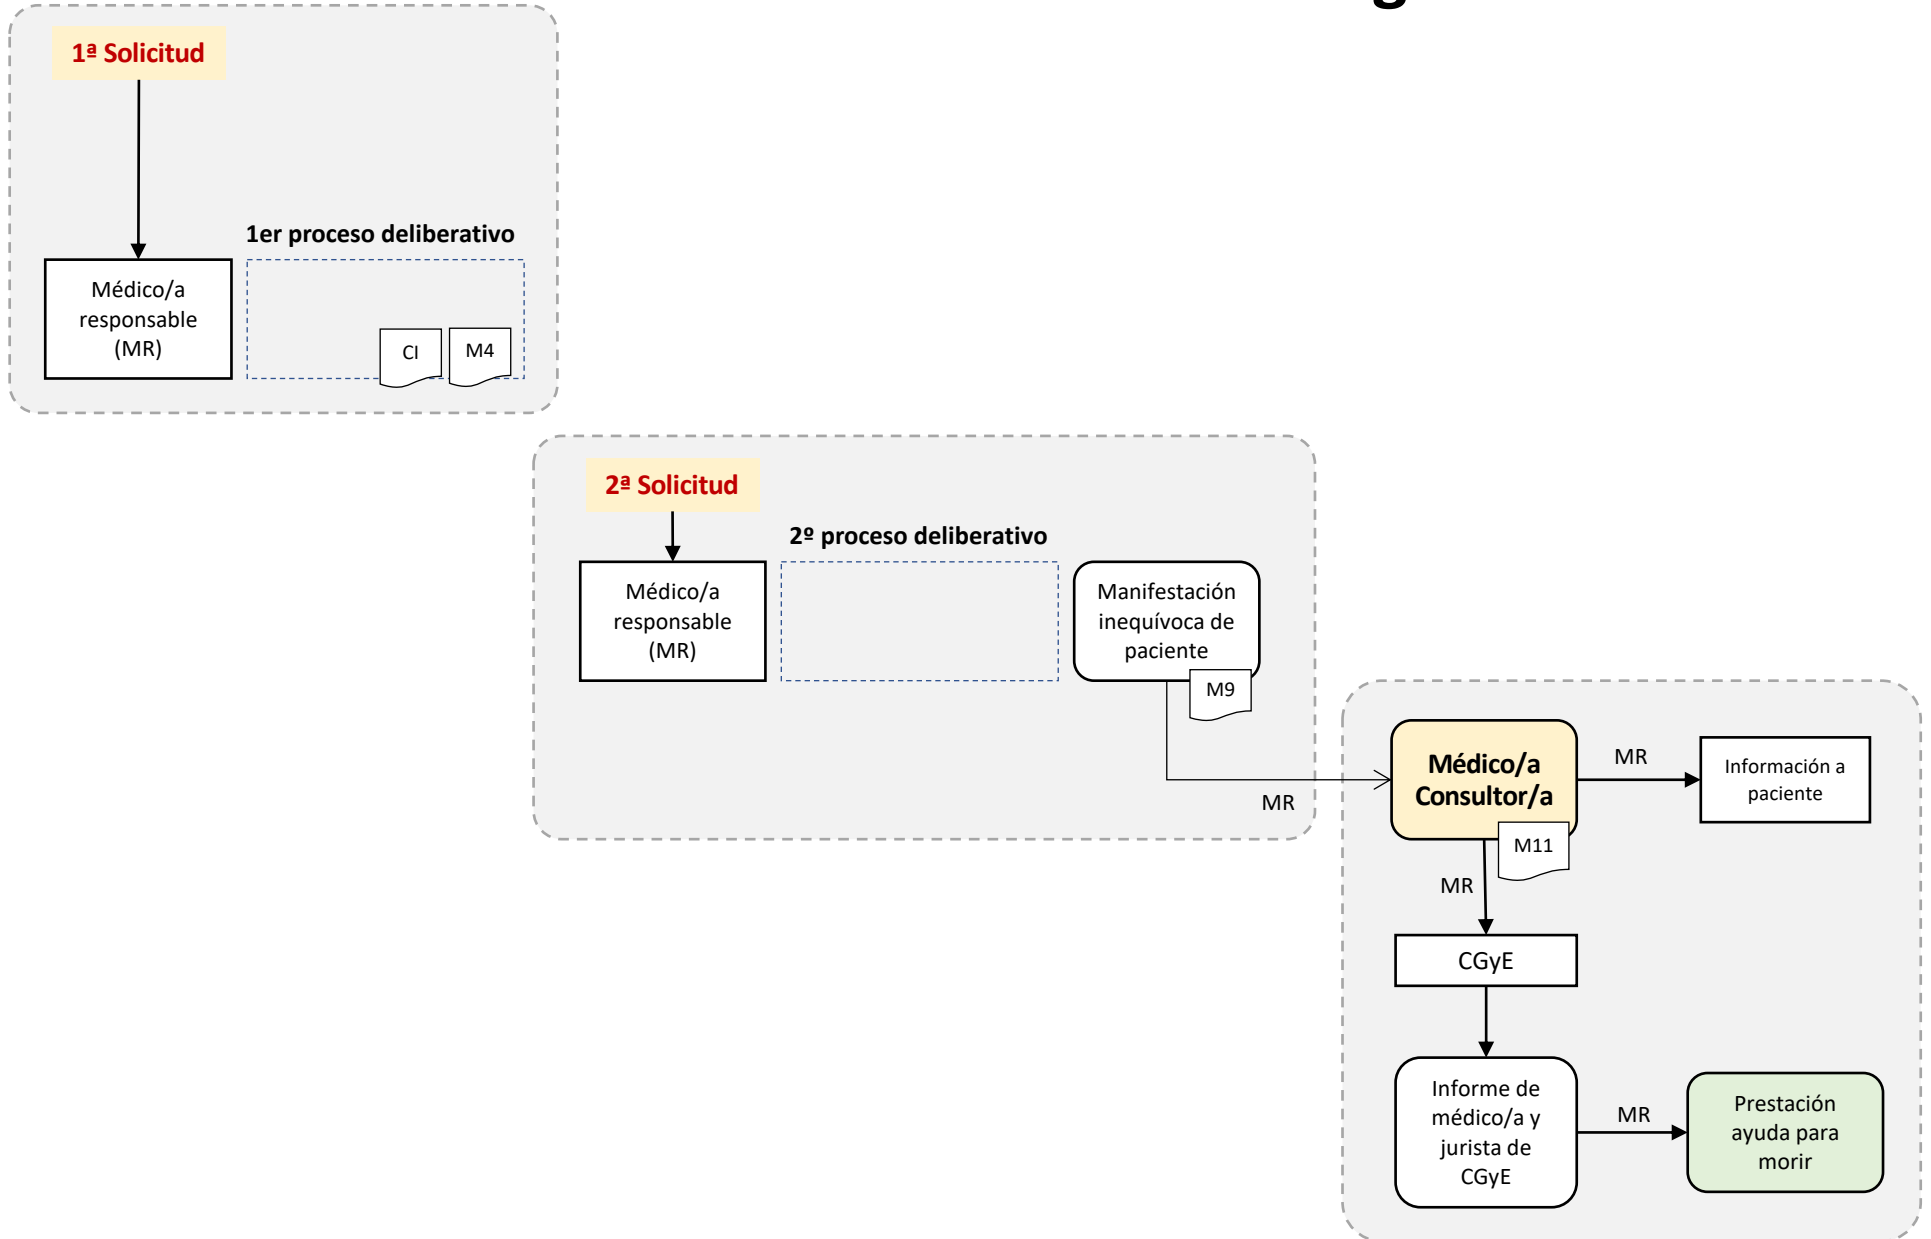 g
1ª Solicitud
1er proceso deliberativo
Médico/a
responsable
(MR)
CI
M4
2ª Solicitud
2º proceso deliberativo
Médico/a
responsable
(MR)
Manifestación
inequívoca de
paciente
M9
MR
Médico/a
Consultor/a
MR
Información a
paciente
M11
MR
CGyE
Informe de
médico/a y
jurista de
CGyE
MR
Prestación
ayuda para
morir